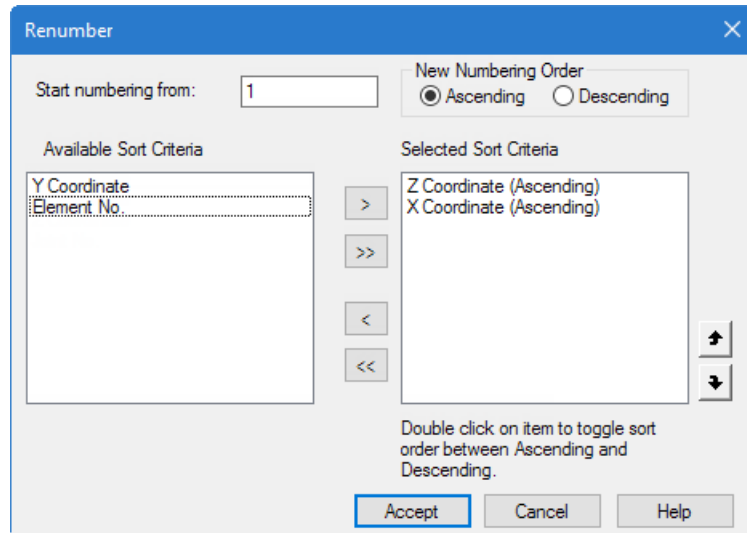 Renumber
Start numbering from:
1
New Numbering Order
Ascending
Descending
Available Sort Criteria
Y Coordinate
Element No.
>
>>
<
<<
Selected Sort Criteria
Z Coordinate (Ascending)
X Coordinate (Ascending)
Double click on item to toggle sort
order between Ascending and
Descending.
Accept
Cancel
Help